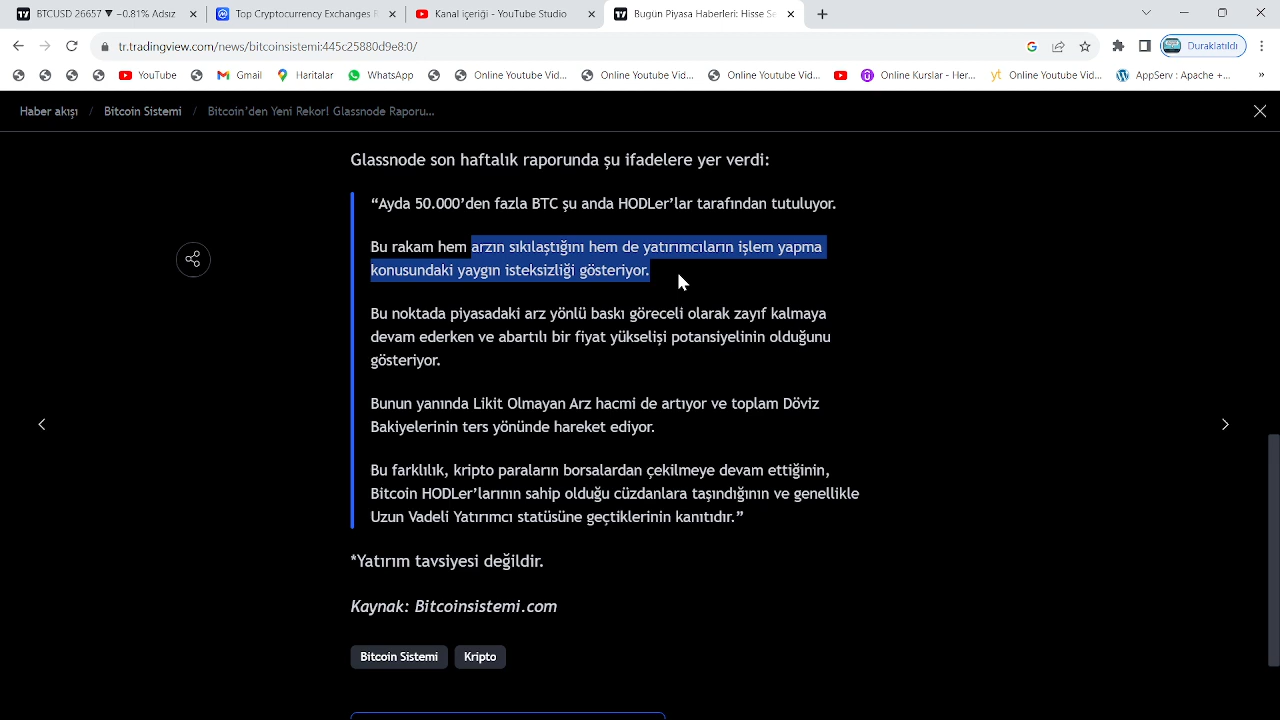 BTCUSD 26657 ▼ −0.81% Adsız
Top Cryptocurrency Exchanges R
Kanal içeriği - YouTube Studio
Bugün Piyasa Haberleri: Hisse Se
tr.tradingview.com/news/bitcoinsistemi:445c25880d9e8:0/
Duraklatıldı
YouTube
Gmail
Haritalar
WhatsApp
Online Youtube Vid...
Online Youtube Vid...
Online Youtube Vid...
Online Kurslar - Her...
Online Youtube Vid...
AppServ : Apache +...
Haber akışı / Bitcoin Sistemi / Bitcoin'den Yeni Rekor! Glassnode Raporu...
Glassnode son haftalık raporunda şu ifadelere yer verdi:
“Ayda 50.000'den fazla BTC şu anda HODLer'lar tarafından tutuluyor.
Bu rakam hem arzın sıkılaştığını hem de yatırımcıların işlem yapma
konusundaki yaygın isteksizliği gösteriyor.
Bu noktada piyasadaki arz yönlü baskı göreceli olarak zayıf kalmaya
devam ederken ve abartılı bir fiyat yükselişi potansiyelinin olduğunu
gösteriyor.
Bunun yanında Likit Olmayan Arz hacmi de artıyor ve toplam Döviz
Bakiyelerinin ters yönünde hareket ediyor.
Bu farklılık, kripto paraların borsalardan çekilmeye devam ettiğinin,
Bitcoin HODLer'larının sahip olduğu cüzdanlara taşındığının ve genellikle
Uzun Vadeli Yatırımcı statüsüne geçtiklerinin kanıtıdır.”
*Yatırım tavsiyesi değildir.
Kaynak: Bitcoinsistemi.com
Bitcoin Sistemi
Kripto